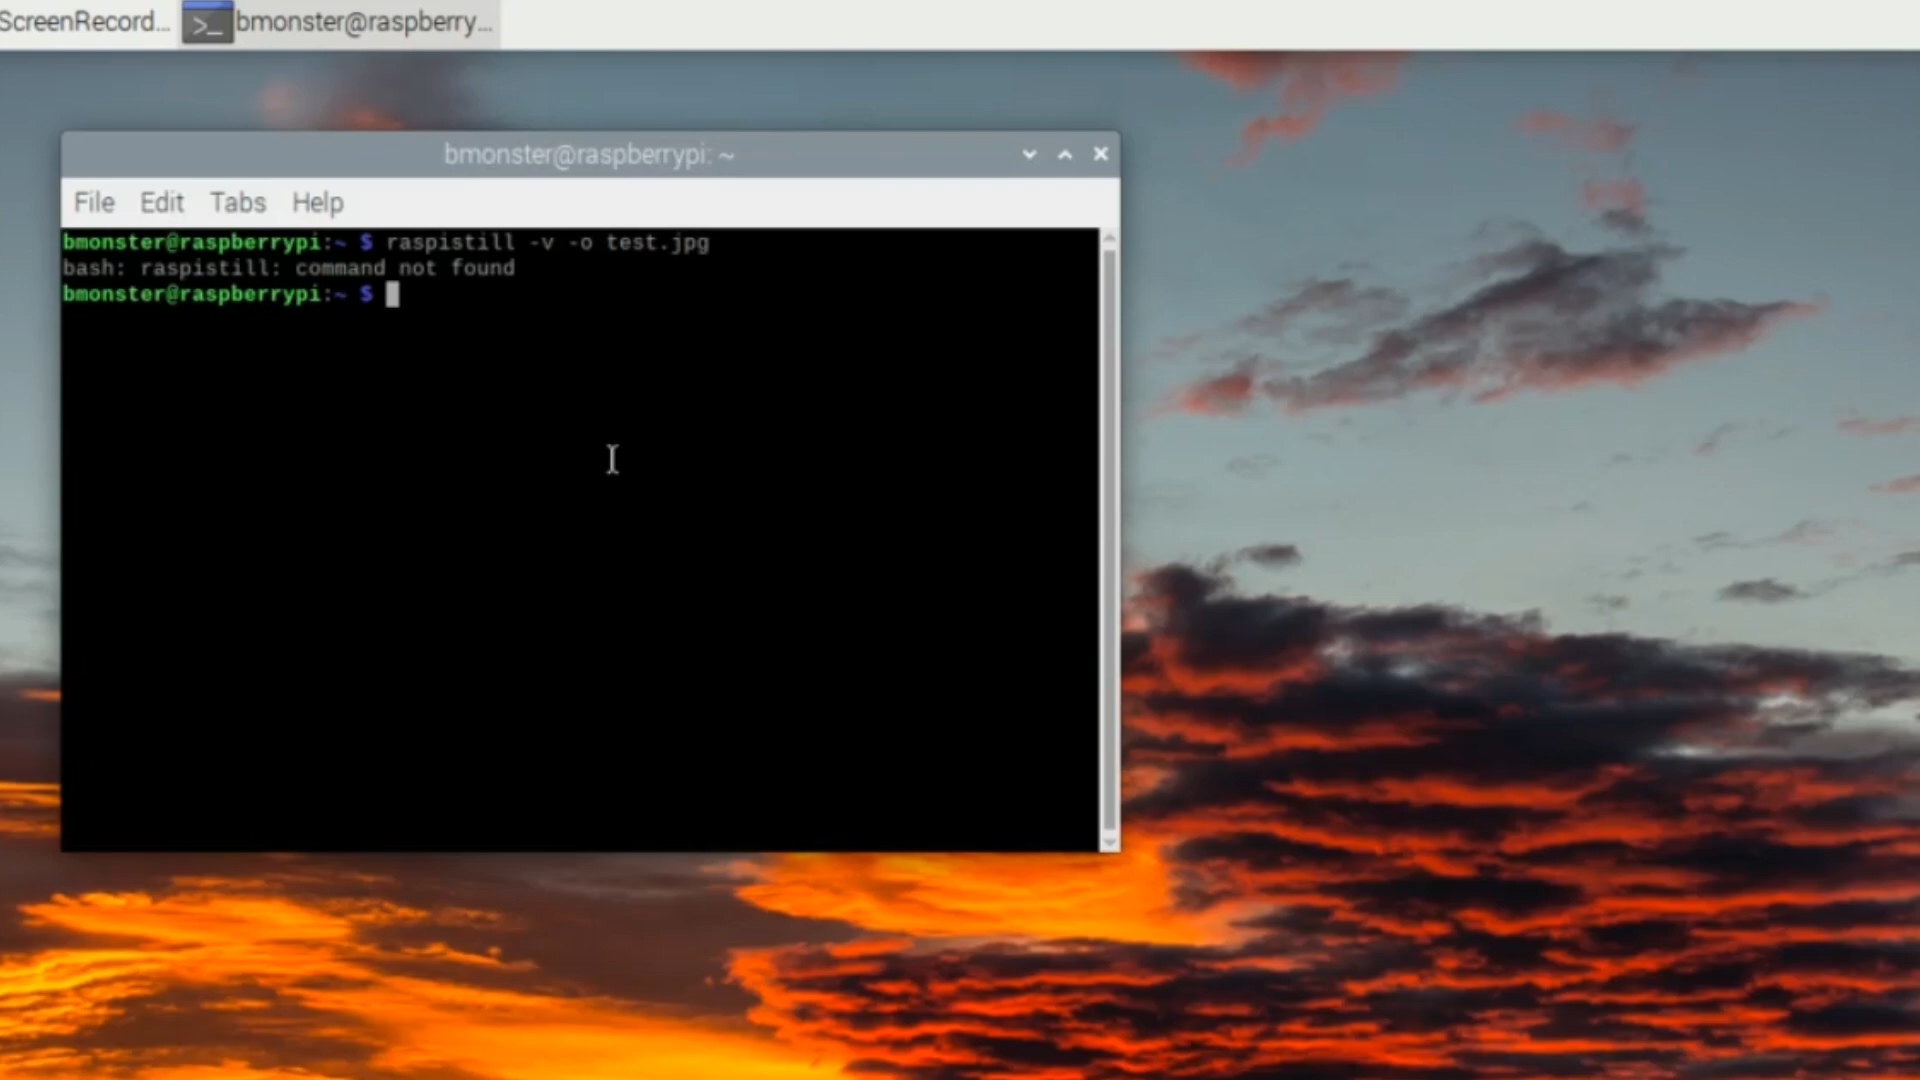 ScreenRecord... bmonster@raspberry...
bmonster@raspberrypi: ~
File Edit Tabs Help
bmonster@raspberrypi:~ $ raspistill -v -o test.jpg
bash: raspistill: command not found
bmonster@raspberrypi:~ $